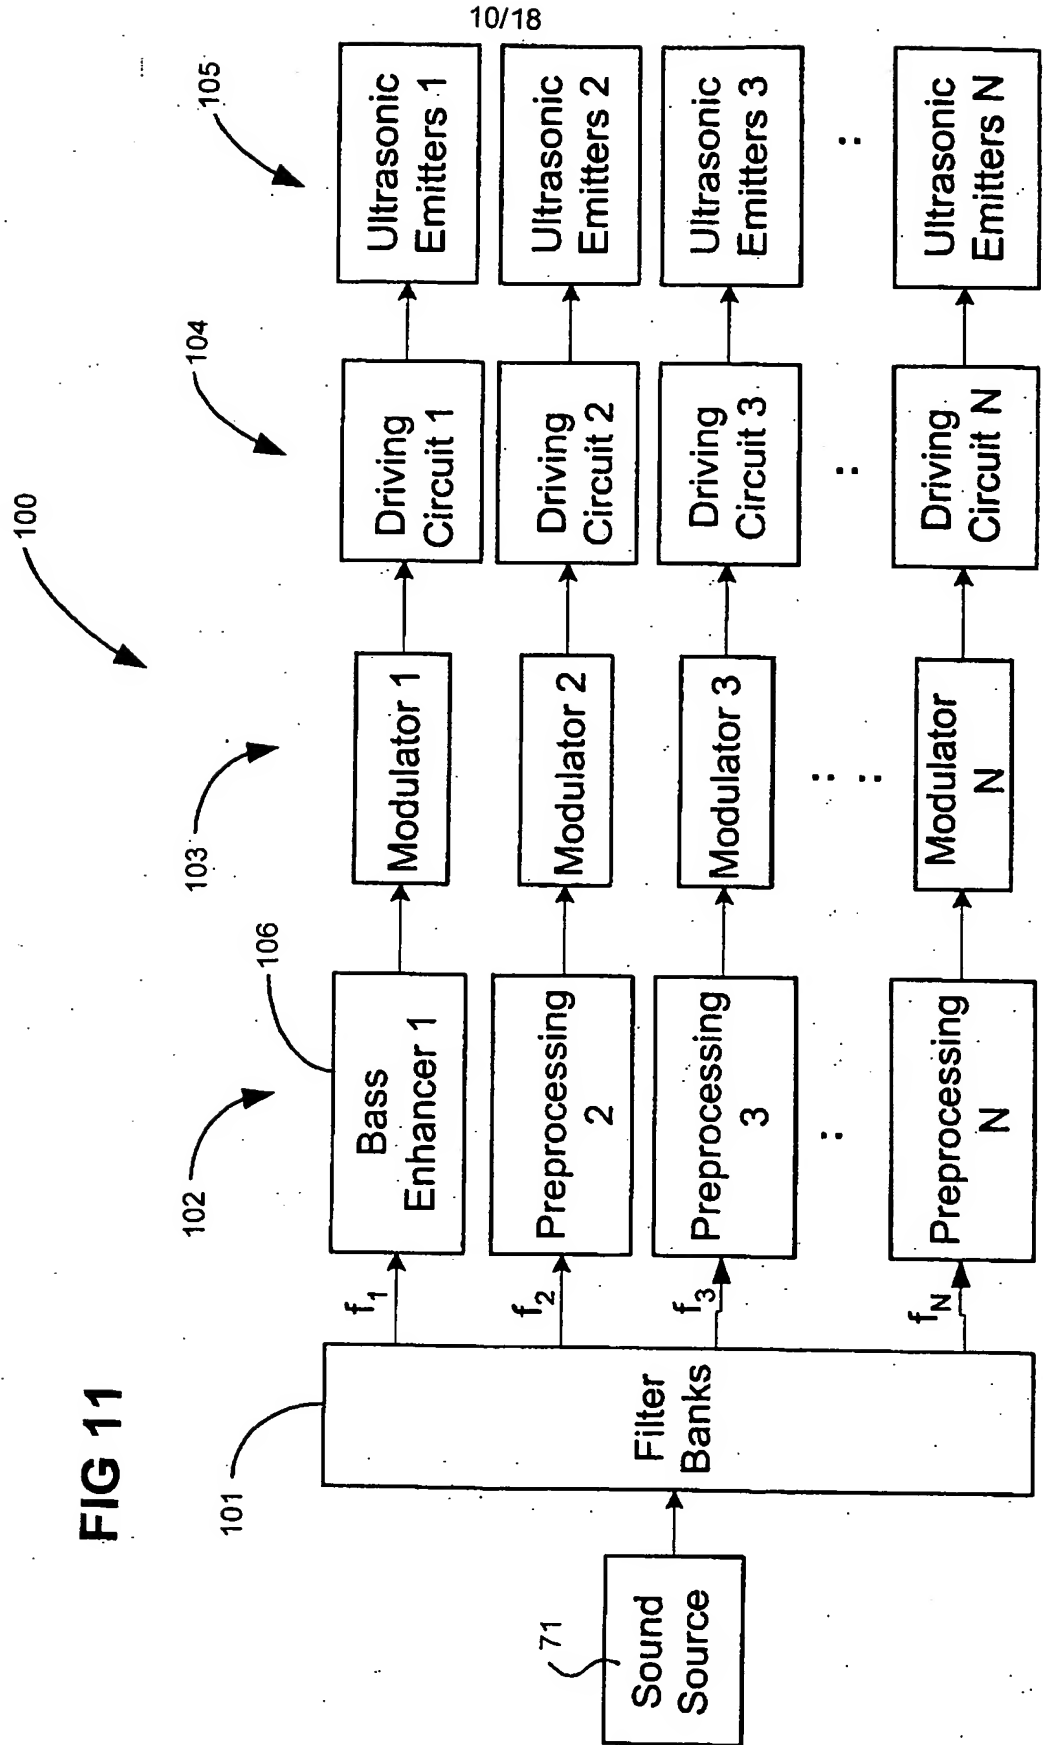 10/18
FIG 11
100
101
102
103
104
105
106
71
Sound
Source
Filter
Banks
f1
f2
f3
fN
Bass
Enhancer 1
Modulator 1
Driving
Circuit 1
Ultrasonic
Emitters 1
Preprocessing
2
Modulator 2
Driving
Circuit 2
Ultrasonic
Emitters 2
Preprocessing
3
Modulator 3
Driving
Circuit 3
Ultrasonic
Emitters 3
Preprocessing
N
Modulator
N
Driving
Circuit N
Ultrasonic
Emitters N